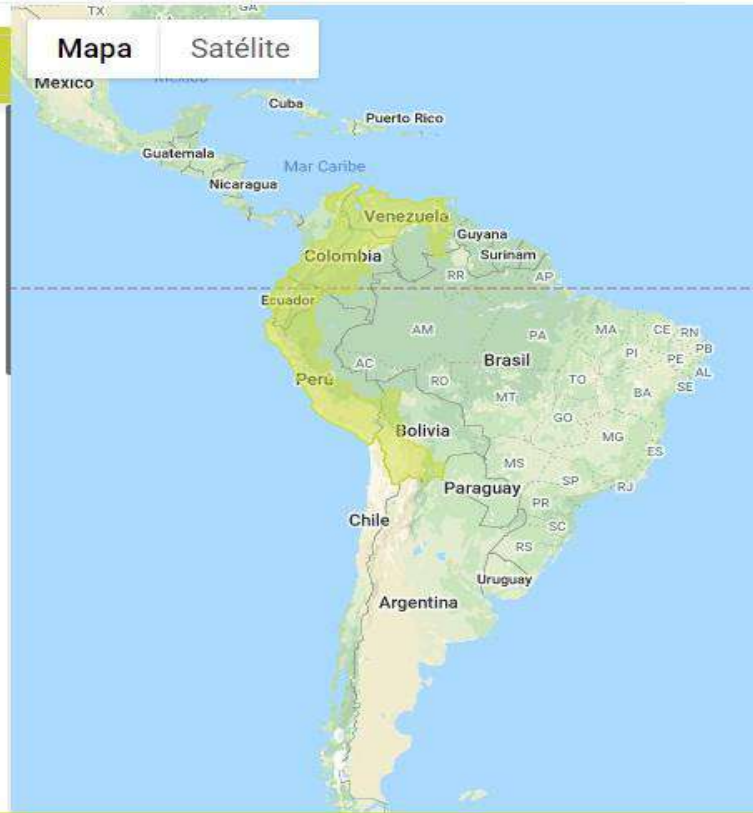 TX
GA
Mapa
Satélite
México
Cuba
Puerto Rico
Guatemala
Mar Caribe
Nicaragua
Venezuela
Guyana
Colombia
Surinam
RR
AP
Ecuador
AM
PA
MA
CE
RN
PB
PI
PE
AL
Brasil
AC
RO
TO
SE
Perú
MT
BA
GO
Bolivia
MG
ES
MS
SP
RJ
Paraguay
PR
Chile
SC
RS
Uruguay
Argentina